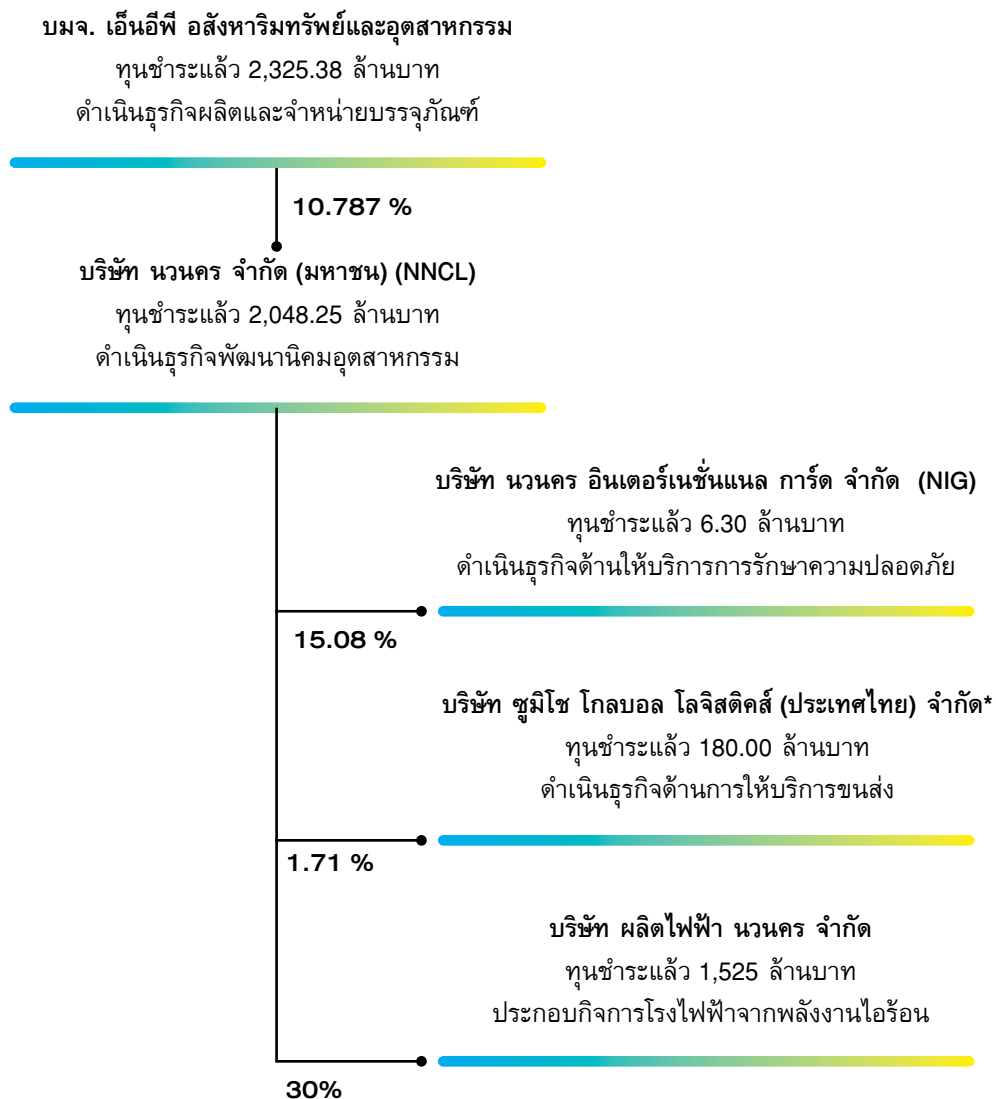 บมจ. เอ็นอีพี อสังหาริมทรัพย์และอุตสาหกรรม
ทุนชำระแล้ว 2,325.38 ล้านบาท
ดำเนินธุรกิจผลิตและจำหน่ายบรรจุภัณฑ์
10.787 %
บริษัท นวนคร จำกัด (มหาชน) (NNCL)
ทุนชำระแล้ว 2,048.25 ล้านบาท
ดำเนินธุรกิจพัฒนานิคมอุตสาหกรรม
บริษัท นวนคร อินเตอร์เนชั่นแนล การ์ด จำกัด (NIG)
ทุนชำระแล้ว 6.30 ล้านบาท
ดำเนินธุรกิจด้านให้บริการการรักษาความปลอดภัย
15.08 %
บริษัท ซูมิโช โกลบอล โลจิสติคส์ (ประเทศไทย) จำกัด*
ทุนชำระแล้ว 180.00 ล้านบาท
ดำเนินธุรกิจด้านการให้บริการขนส่ง
1.71 %
บริษัท ผลิตไฟฟ้า นวนคร จำกัด
ทุนชำระแล้ว 1,525 ล้านบาท
ประกอบกิจการโรงไฟฟ้าจากพลังงานไอร้อน
30%